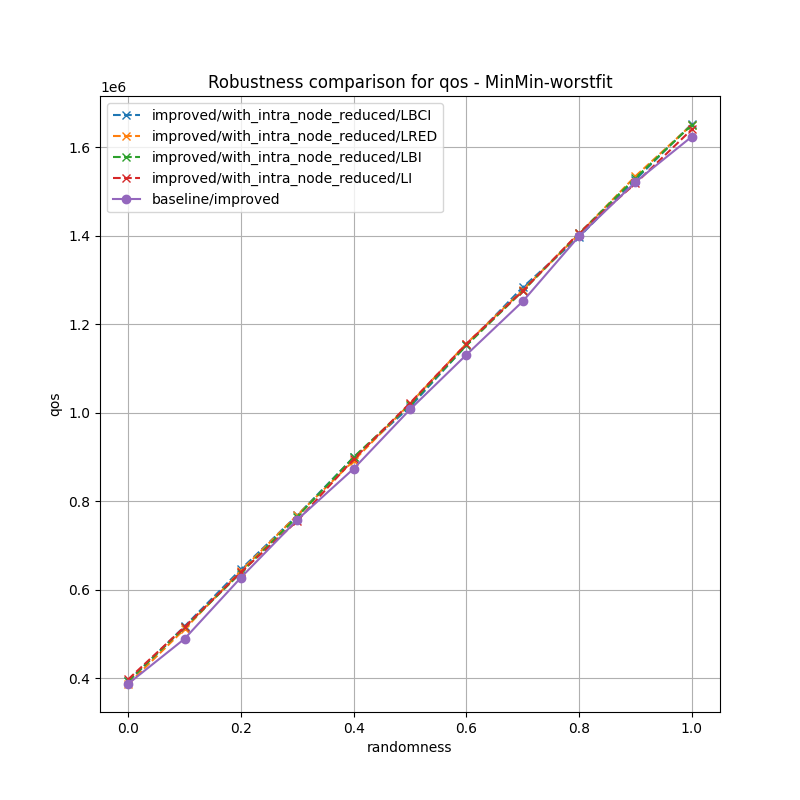 Robustness comparison for qos - MinMin-worstfit
1e6
improved/with_intra_node_reduced/LBCI
improved/with_intra_node_reduced/LRED
improved/with_intra_node_reduced/LBI
improved/with_intra_node_reduced/LI
baseline/improved
1.6
1.4
1.2
1.0
0.8
0.6
0.4
qos
0.0 0.2 0.4 0.6 0.8 1.0
randomness